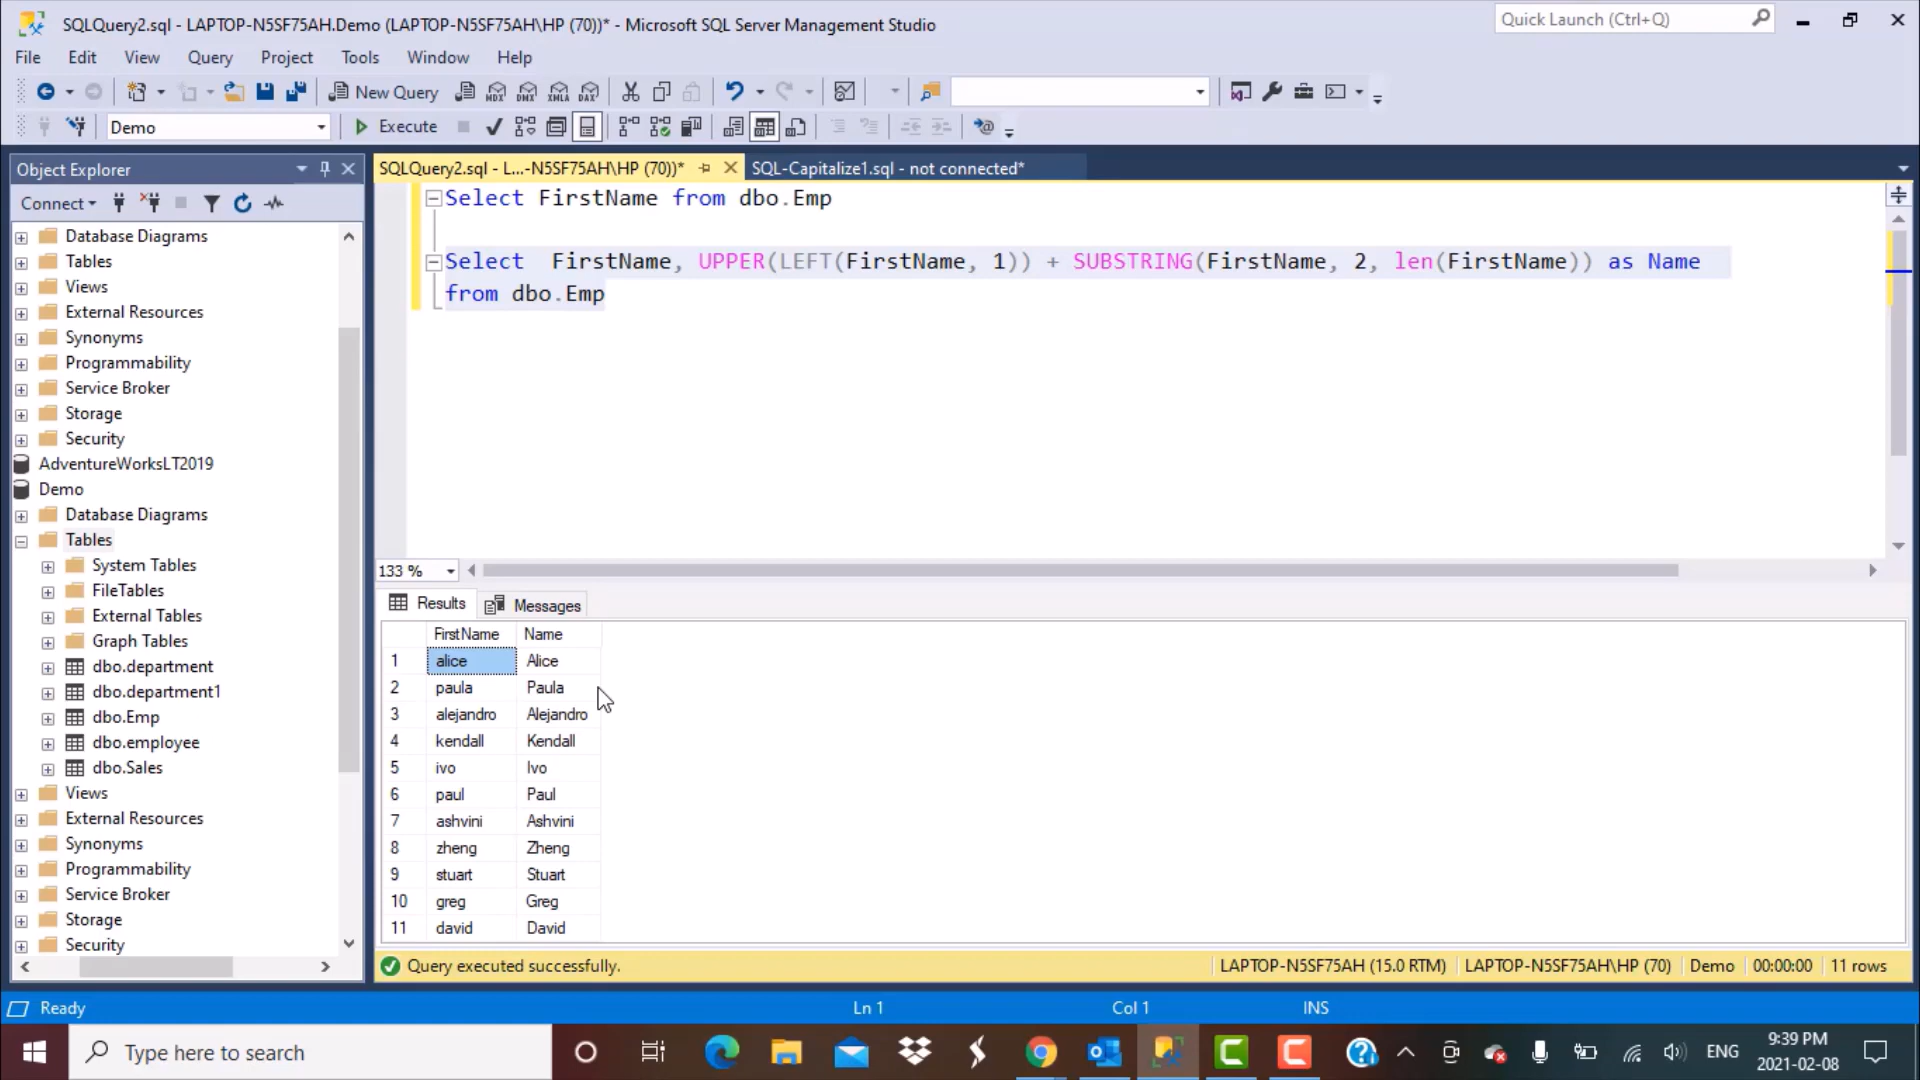 SQLQuery2.sql - LAPTOP-N5SF75AH.Demo (LAPTOP-N5SF75AH\HP (70))* - Microsoft SQL Server Management Studio
Quick Launch (Ctrl+Q)
File Edit View Query Project Tools Window Help
New Query MDX DMX XMLA DAX
Demo Execute
Object Explorer
SQLQuery2.sql - L...-N5SF75AH\HP (70))* SQL-Capitalize1.sql - not connected*
Connect
Database Diagrams
Tables
Views
External Resources
Synonyms
Programmability
Service Broker
Storage
Security
AdventureWorksLT2019
Demo
Database Diagrams
Tables
System Tables
FileTables
External Tables
Graph Tables
dbo.department
dbo.department1
dbo.Emp
dbo.employee
dbo.Sales
Views
External Resources
Synonyms
Programmability
Service Broker
Storage
Security
Select FirstName from dbo.Emp
Select FirstName, UPPER(LEFT(FirstName, 1)) + SUBSTRING(FirstName, 2, len(FirstName)) as Name
from dbo.Emp
133 %
Results Messages
FirstName Name
1 alice Alice
2 paula Paula
3 alejandro Alejandro
4 kendall Kendall
5 ivo Ivo
6 paul Paul
7 ashvini Ashvini
8 zheng Zheng
9 stuart Stuart
10 greg Greg
11 david David
Query executed successfully. LAPTOP-N5SF75AH (15.0 RTM) LAPTOP-N5SF75AH\HP (70) Demo 00:00:00 11 rows
Ready Ln 1 Col 1 INS
Type here to search
ENG
9:39 PM
2021-02-08